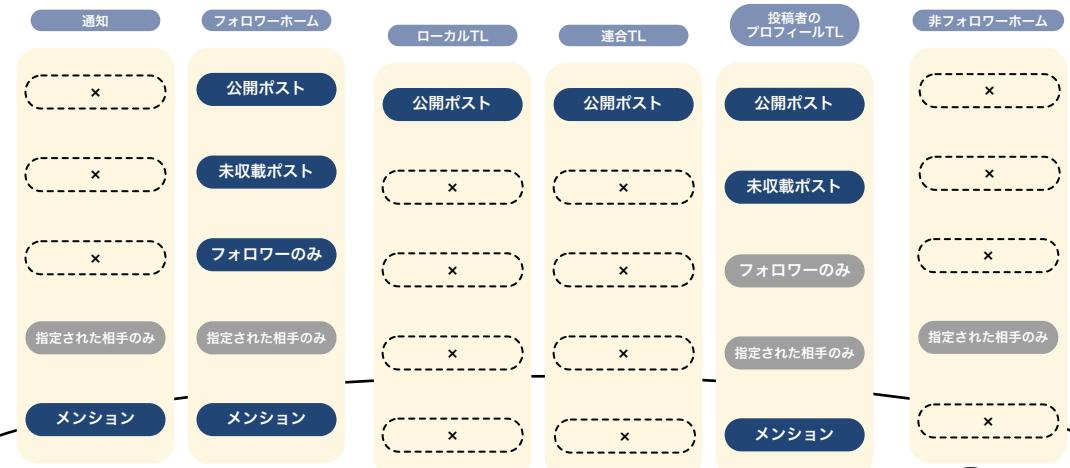 通知
×
×
×
指定された相手のみ
メンション
フォロワーホーム
公開ポスト
未収載ポスト
フォロワーのみ
指定された相手のみ
メンション
ローカルTL
公開ポスト
×
×
×
×
連合TL
公開ポスト
×
×
×
×
投稿者の
プロフィールTL
公開ポスト
未収載ポスト
フォロワーのみ
指定された相手のみ
メンション
非フォロワーホーム
×
×
×
指定された相手のみ
×